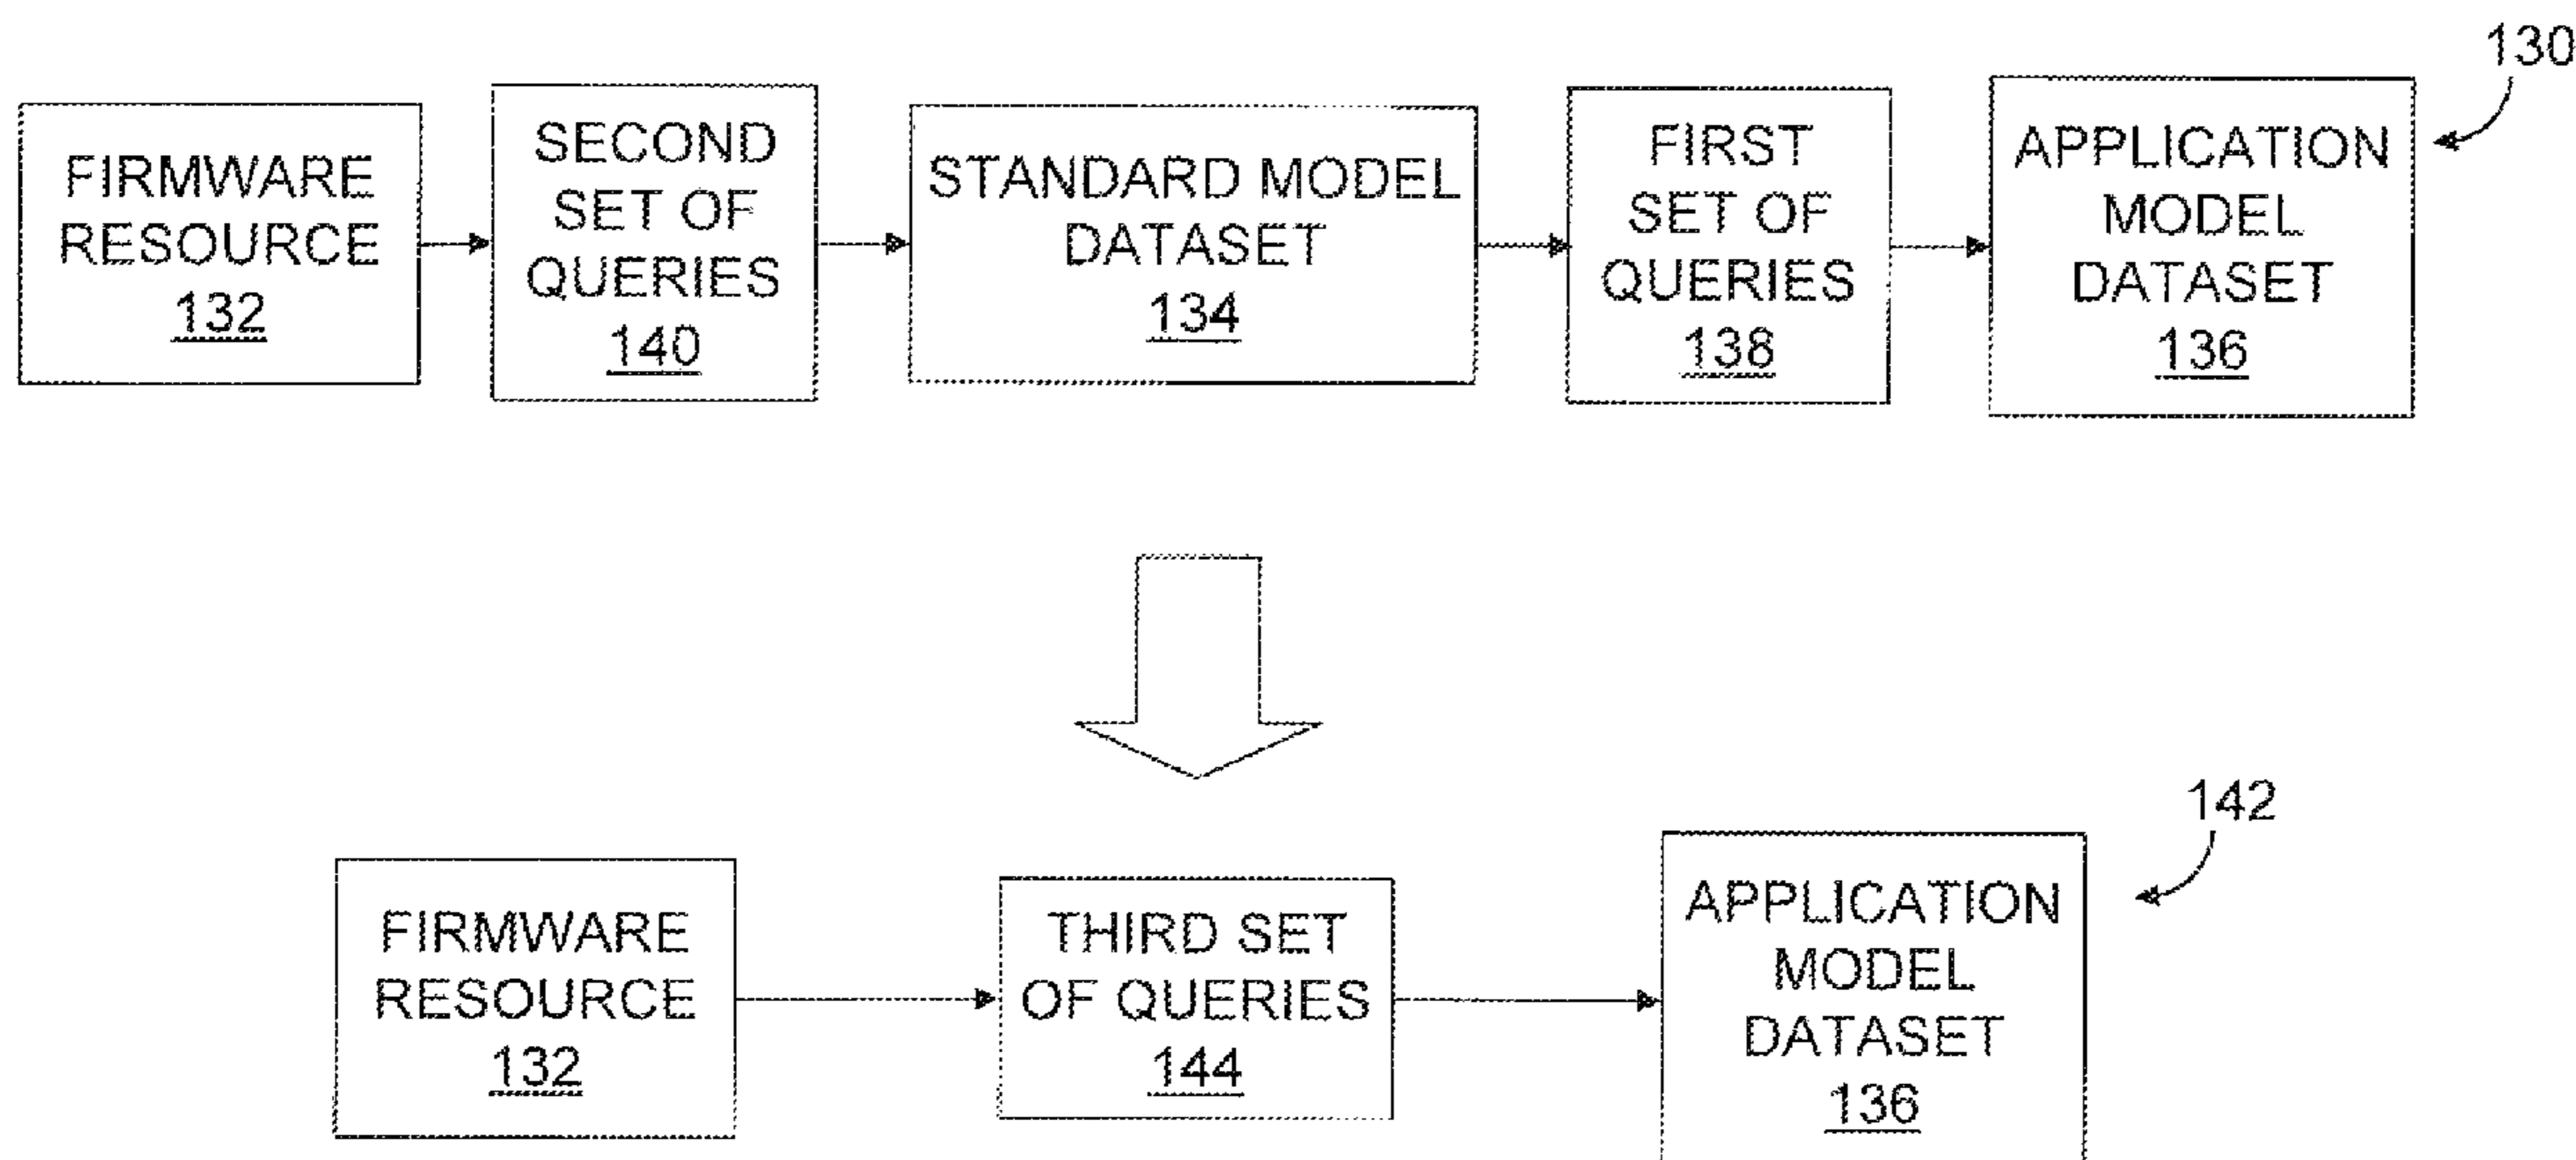 130
FIRMWARE
RESOURCE
132
SECOND
SET OF
QUERIES
140
STANDARD MODEL
DATASET
134
FIRST
SET OF
QUERIES
138
APPLICATION
MODEL
DATASET
136
142
FIRMWARE
RESOURCE
132
THIRD SET
OF QUERIES
144
APPLICATION
MODEL
DATASET
136